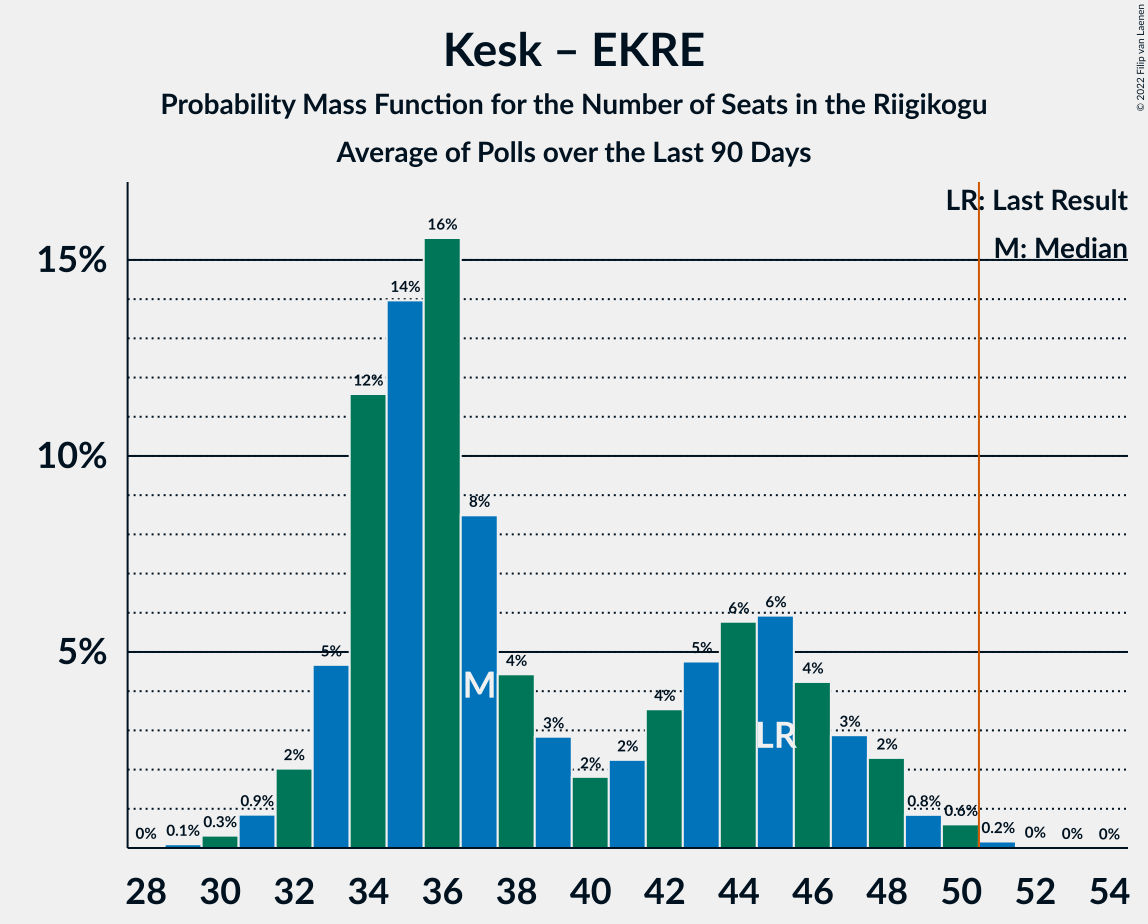 Kesk – EKRE
Probability Mass Function for the Number of Seats in the Riigikogu
Average of Polls over the Last 90 Days
© 2022 Filip van Laenen
LR: Last Result
M: Median
15%
10%
5%
0% 0.1% 0.3% 0.9% 2% 5% 12% 14% 16% 8% 4% 3% 2% 2% 4% 5% 6% 6% 4% 3% 2% 0.8% 0.6% 0.2% 0% 0% 0%
M
LR
28 30 32 34 36 38 40 42 44 46 48 50 52 54